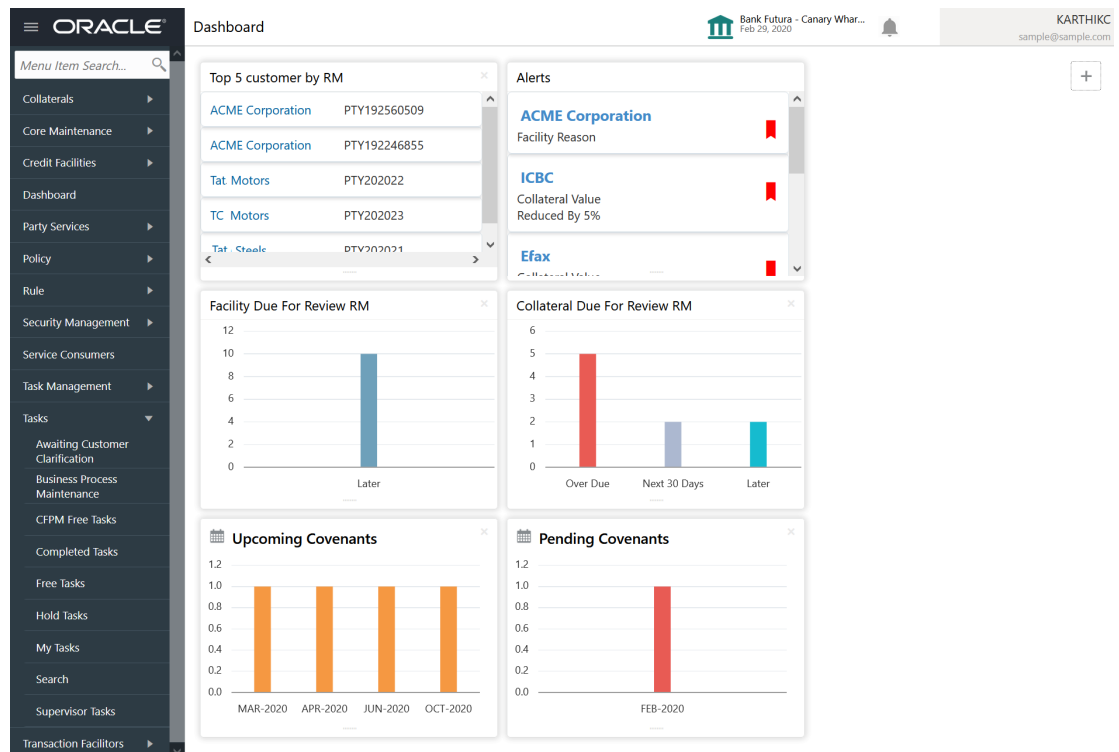 ORACLE
Dashboard
Bank Futura - Canary Whar...
Feb 29, 2020
KARTHIKC
sample@sample.com
Menu Item Search...
Collaterals
Core Maintenance
Credit Facilities
Dashboard
Party Services
Policy
Rule
Security Management
Service Consumers
Task Management
Tasks
Awaiting Customer
Clarification
Business Process
Maintenance
CFPM Free Tasks
Completed Tasks
Free Tasks
Hold Tasks
My Tasks
Search
Supervisor Tasks
Transaction Facilitors
Top 5 customer by RM
ACME Corporation PTY192560509
ACME Corporation PTY192246855
Tat Motors PTY202022
TC Motors PTY202023
Tat Steels PTY202021
Alerts
ACME Corporation
Facility Reason
ICBC
Collateral Value
Reduced By 5%
Efax
Collateral Value
Facility Due For Review RM
12
10
8
6
4
2
0
Later
Collateral Due For Review RM
6
5
4
3
2
1
0
Over Due Next 30 Days Later
Upcoming Covenants
1.2
1.0
0.8
0.6
0.4
0.2
0.0
MAR-2020 APR-2020 JUN-2020 OCT-2020
Pending Covenants
1.2
1.0
0.8
0.6
0.4
0.2
0.0
FEB-2020